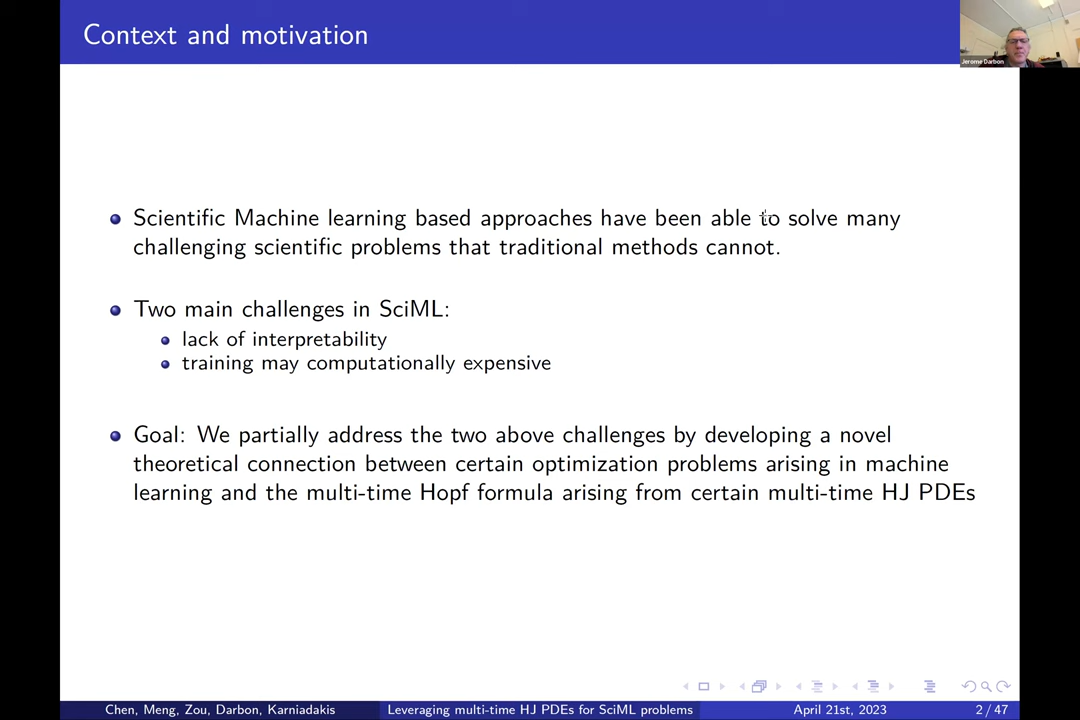 Context and motivation
Jerome Darbon
Scientific Machine learning based approaches have been able to solve many
challenging scientific problems that traditional methods cannot.
Two main challenges in SciML:
lack of interpretability
training may computationally expensive
Goal: We partially address the two above challenges by developing a novel
theoretical connection between certain optimization problems arising in machine
learning and the multi-time Hopf formula arising from certain multi-time HJ PDEs
Chen, Meng, Zou, Darbon, Karniadakis
Leveraging multi-time HJ PDEs for SciML problems
April 21st, 2023
2 / 47